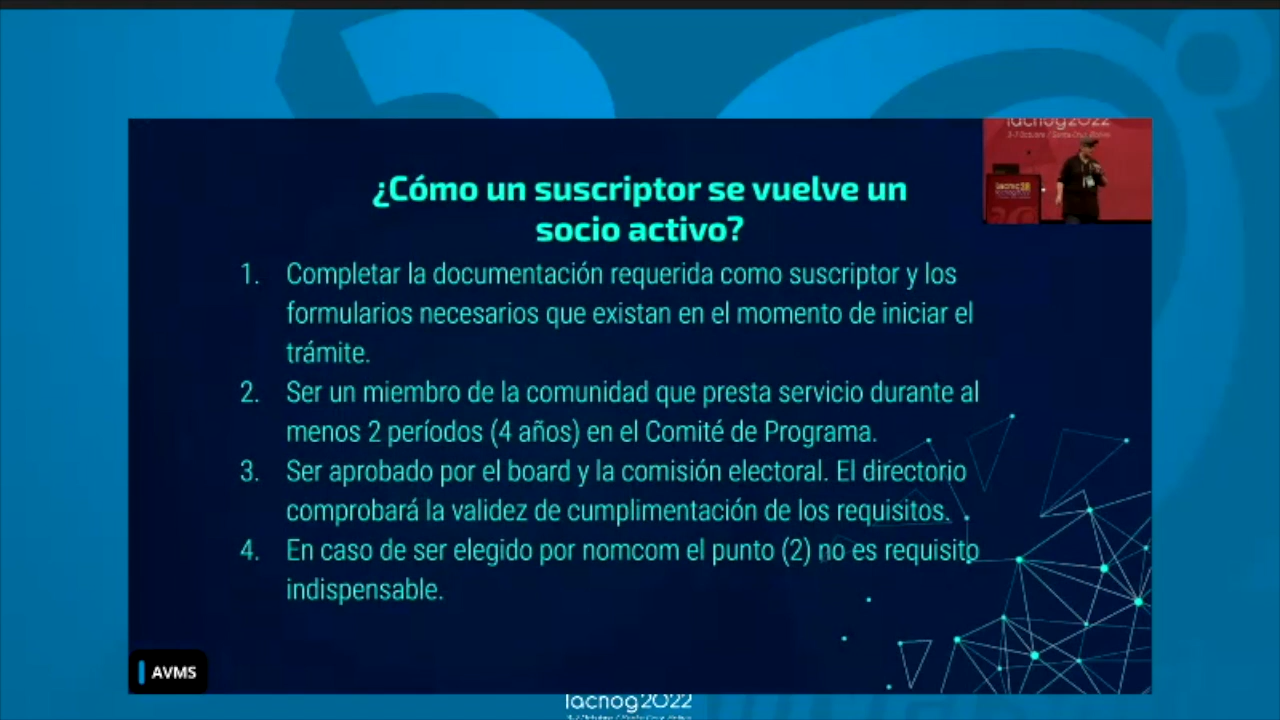 lacnog2022
¿Cómo un suscriptor se vuelve un
socio activo?
1. Completar la documentación requerida como suscriptor y los
formularios necesarios que existan en el momento de iniciar el
trámite.
2. Ser un miembro de la comunidad que presta servicio durante al
menos 2 períodos (4 años) en el Comité de Programa.
3. Ser aprobado por el board y la comisión electoral. El directorio
comprobará la validez de cumplimentación de los requisitos.
4. En caso de ser elegido por nomcom el punto (2) no es requisito
indispensable.
AVMS
lacnog2022